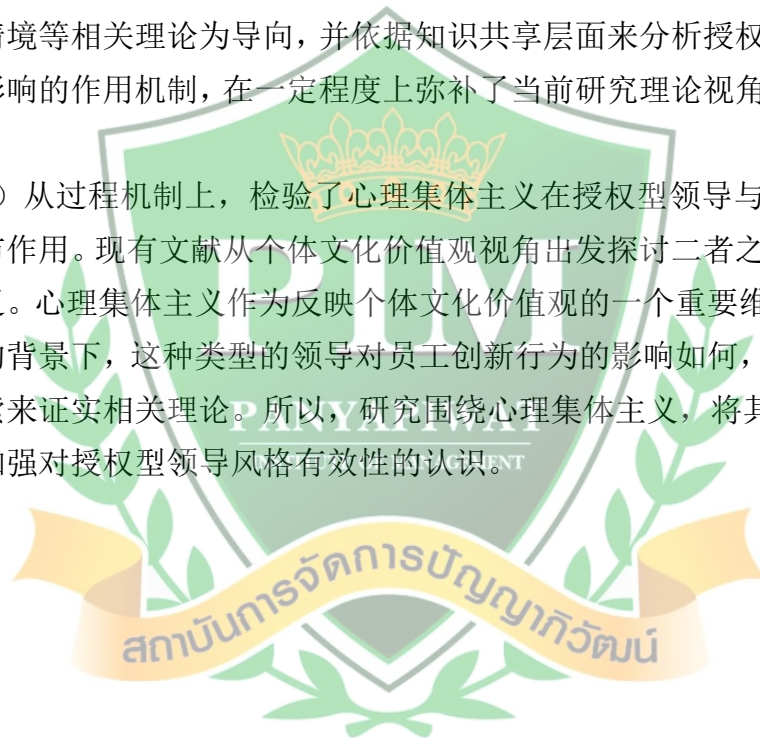 情境等相关理论为导向，并依据知识共享层面来分析授权
影响的作用机制，在一定程度上弥补了当前研究理论视角
）从过程机制上，检验了心理集体主义在授权型领导与
节作用。现有文献从个体文化价值观视角出发探讨二者之
。心理集体主义作为反映个体文化价值观的一个重要维
的背景下，这种类型的领导对员工创新行为的影响如何，
来证实相关理论。所以，研究围绕心理集体主义，将其
加强对授权型领导风格有效性的认识。
PIM
PANYAPIWAT
INSTITUTE OF MANAGEMENT
สถาบันการจัดการปัญญาภิวัฒน์